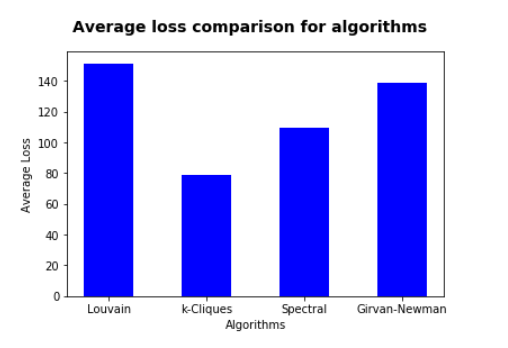 Average loss comparison for algorithms
140
120
100
80
60
40
20
0
Average Loss
Louvain k-Cliques Spectral Girvan-Newman
Algorithms